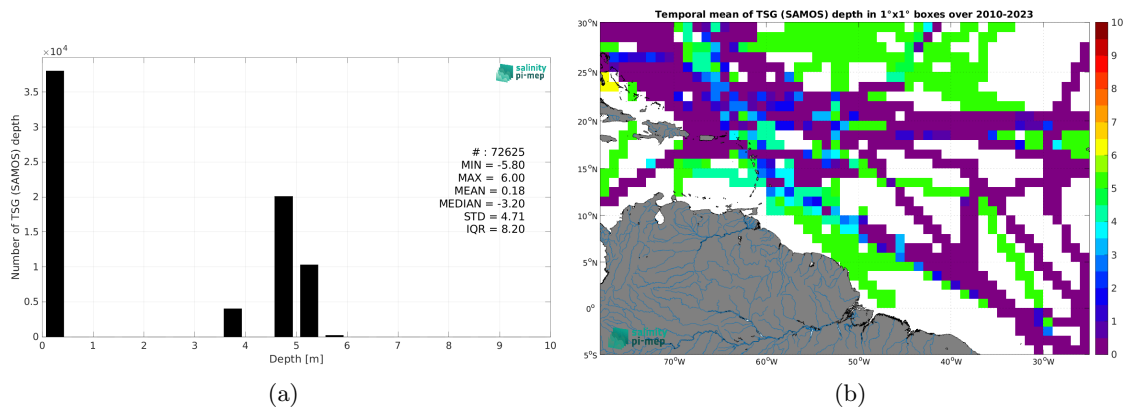 ×10⁴
3.5
3
2.5
2
1.5
1
0.5
0
0 1 2 3 4 5 6 7 8 9 10
Number of TSG (SAMOS) depth
Depth [m]
salinity
pi-mep
# : 72625
MIN = -5.80
MAX = 6.00
MEAN = 0.18
MEDIAN = -3.20
STD = 4.71
IQR = 8.20
(a)
Temporal mean of TSG (SAMOS) depth in 1°x1° boxes over 2010-2023
30°N
25°N
20°N
15°N
10°N
5°N
0°
5°S
70°W 60°W 50°W 40°W 30°W
salinity
pi-mep
10
9
8
7
6
5
4
3
2
1
0
(b)